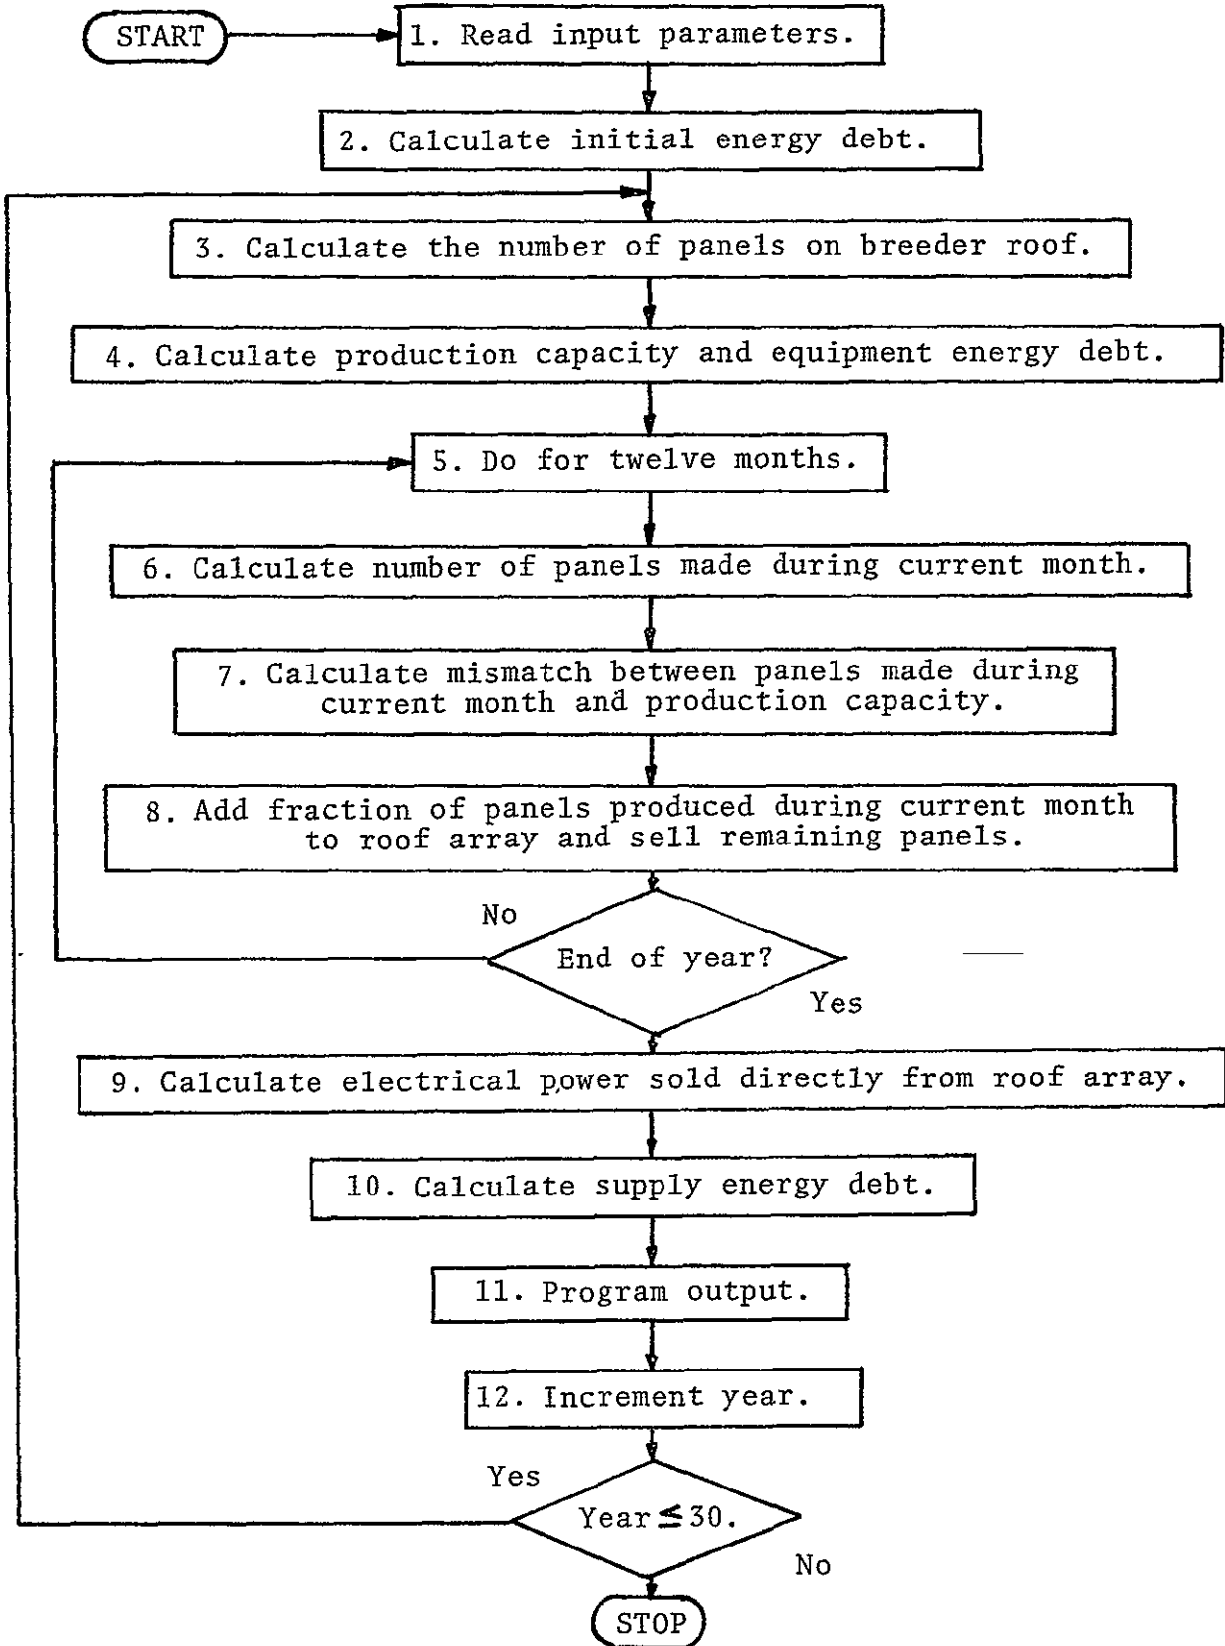 START
1. Read input parameters.
2. Calculate initial energy debt.
3. Calculate the number of panels on breeder roof.
4. Calculate production capacity and equipment energy debt.
5. Do for twelve months.
6. Calculate number of panels made during current month.
7. Calculate mismatch between panels made during
current month and production capacity.
8. Add fraction of panels produced during current month
to roof array and sell remaining panels.
No
End of year?
Yes
9. Calculate electrical power sold directly from roof array.
10. Calculate supply energy debt.
11. Program output.
12. Increment year.
Yes
Year ≤ 30.
No
STOP